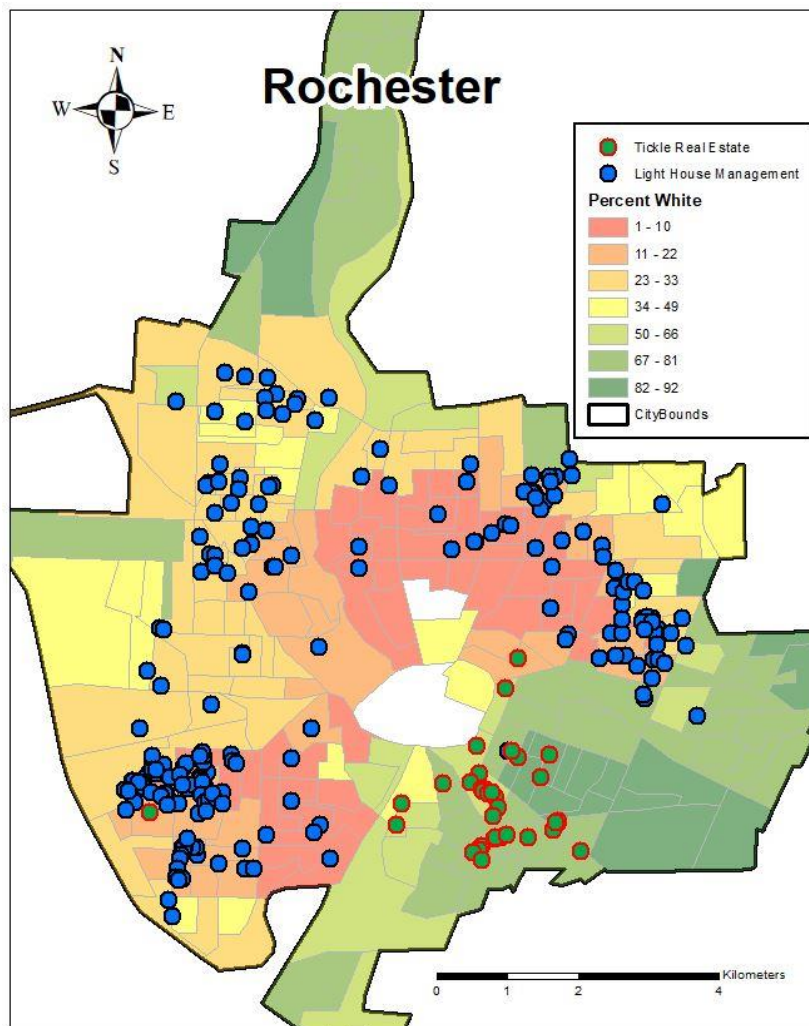 Rochester
N
W E
S
Tickle Real Estate
Light House Management
Percent White
1 - 10
11 - 22
23 - 33
34 - 49
50 - 66
67 - 81
82 - 92
CityBounds
Kilometers
0 1 2 4